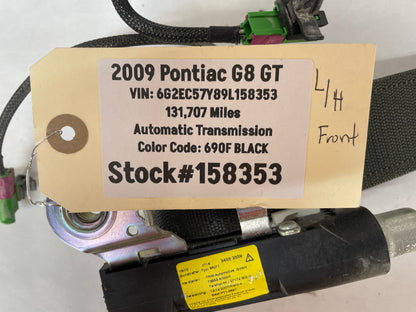 2009 Pontiac G8 GT
VIN: 6G2EC57Y89L158353
131,707 Miles
Automatic Transmission
Color Code: 690F BLACK
Stock#158353
L/H
Front